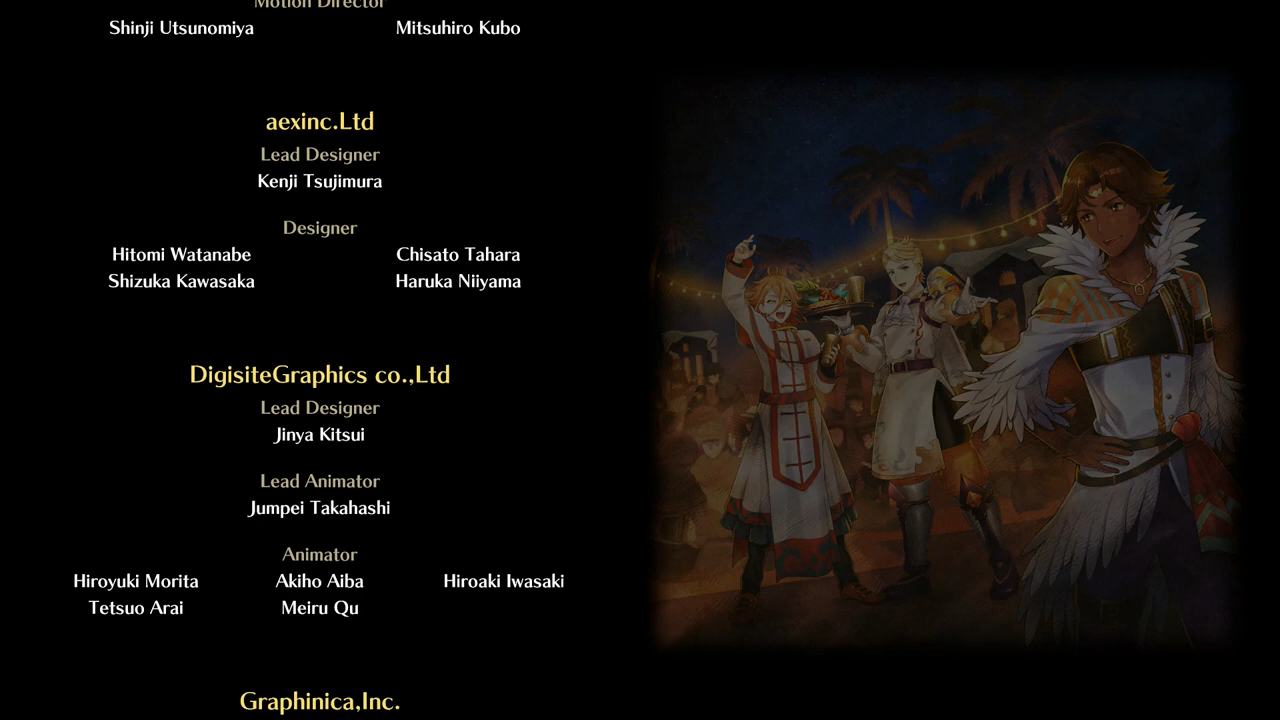 Motion Director
Shinji Utsunomiya Mitsuhiro Kubo
aexinc.Ltd
Lead Designer
Kenji Tsujimura
Designer
Hitomi Watanabe Chisato Tahara
Shizuka Kawasaka Haruka Niiyama
DigisiteGraphics co.,Ltd
Lead Designer
Jinya Kitsui
Lead Animator
Jumpei Takahashi
Animator
Hiroyuki Morita Akiho Aiba Hiroaki Iwasaki
Tetsuo Arai Meiru Qu
Graphinica,Inc.